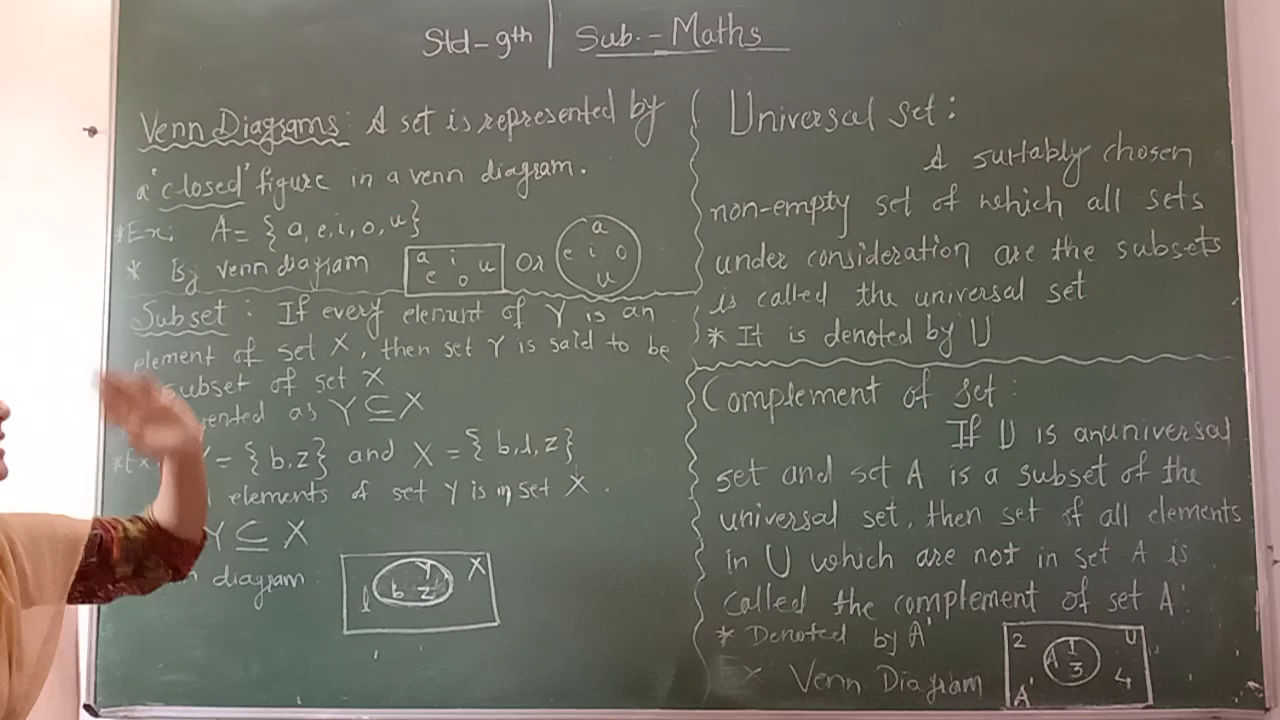 Std - 9th | Sub. - Maths
Venn Diagrams: A set is represented by
a "closed" figure in a venn diagram.
*Ex: A = { a, e, i, o, u }
* By venn diagram a i u e o Or a e i o u
Subset: If every element of Y is an
element of set X, then set Y is said to be
subset of set X
as Y ⊆ X
Y = { b, z } and X = { b, l, z }
elements of set Y is in set X.
Y ⊆ X
diagram l b z Y X
Universal set:
A suitably chosen
non-empty set of which all sets
under consideration are the subsets
is called the universal set
* It is denoted by U
Complement of set:
If U is an universal
set and set A is a subset of the
universal set, then set of all elements
in U which are not in set A is
called the complement of set A.
* Denoted by A'
* Venn Diagram 2 A 1 3 U 4 A'